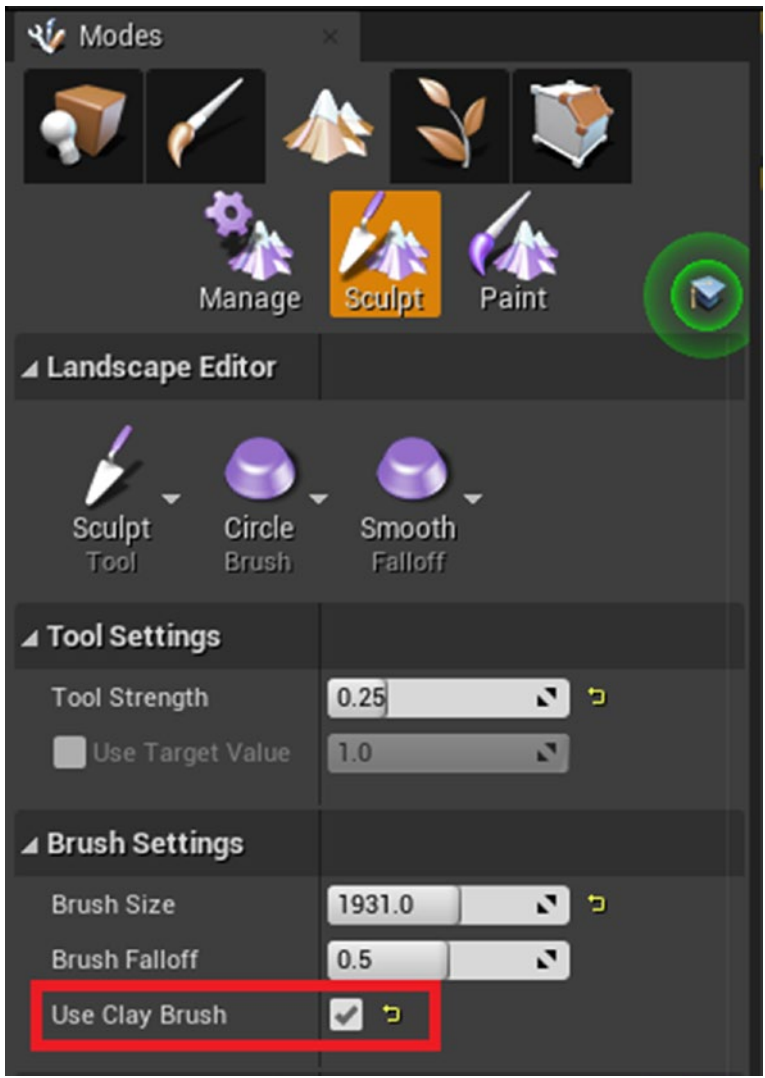 Modes
Manage Sculpt Paint
Landscape Editor
Sculpt Circle Smooth
Tool Brush Falloff
Tool Settings
Tool Strength 0.25
Use Target Value 1.0
Brush Settings
Brush Size 1931.0
Brush Falloff 0.5
Use Clay Brush